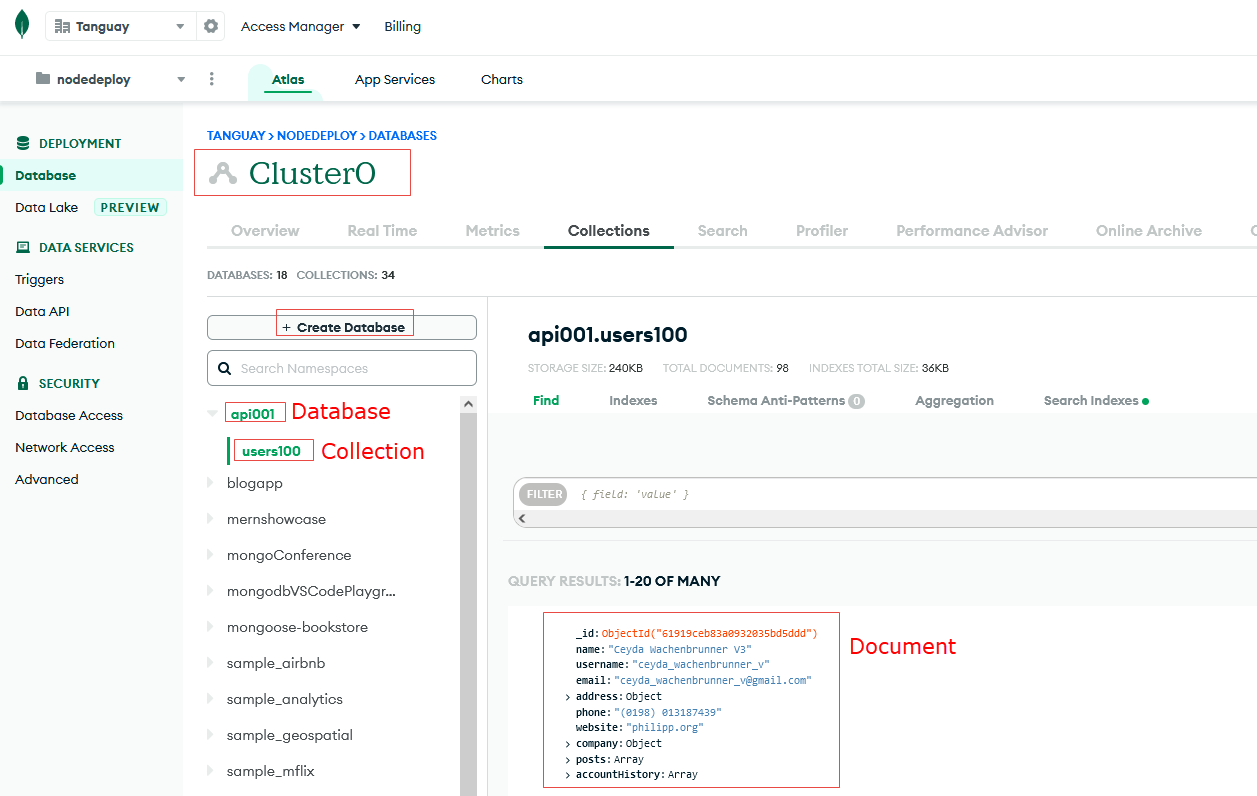 Tanguay Access Manager Billing
nodedeploy Atlas App Services Charts
DEPLOYMENT
Database
Data Lake PREVIEW
DATA SERVICES
Triggers
Data API
Data Federation
SECURITY
Database Access
Network Access
Advanced
TANGUAY > NODEDEPLOY > DATABASES
Cluster0
Overview Real Time Metrics Collections Search Profiler Performance Advisor Online Archive
DATABASES: 18 COLLECTIONS: 34
+ Create Database
Search Namespaces
api001 Database
users100 Collection
blogapp
mernshowcase
mongoConference
mongodbVSCodePlaygr...
mongoose-bookstore
sample_airbnb
sample_analytics
sample_geospatial
sample_mflix
api001.users100
STORAGE SIZE: 240KB TOTAL DOCUMENTS: 98 INDEXES TOTAL SIZE: 36KB
Find Indexes Schema Anti-Patterns 0 Aggregation Search Indexes
FILTER { field: 'value' }
QUERY RESULTS: 1-20 OF MANY
_id: ObjectId("61919ceb83a0932035bd5ddd")
name: "Ceyda Wachenbrunner V3"
username: "ceyda_wachenbrunner_v"
email: "ceyda_wachenbrunner_v@gmail.com"
> address: Object
phone: "(0198) 013187439"
website: "philipp.org"
> company: Object
> posts: Array
> accountHistory: Array
Document